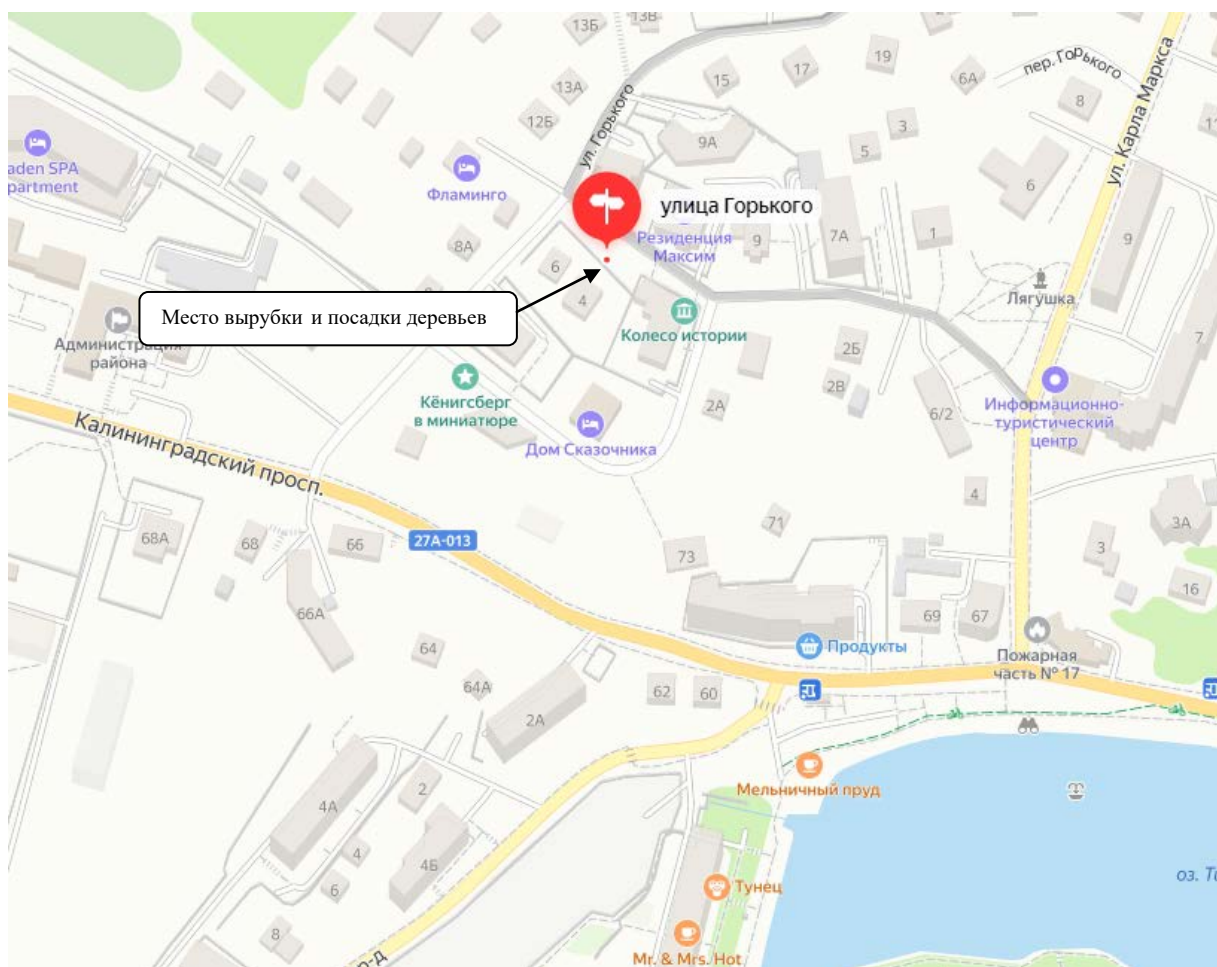 13Б
13В
19
17
15
13А
12Б
6А
пер. Горького
8
11
ул. Карла Маркса
ул. Горького
9А
3
5
6
aden SPA
partment
Фламинго
улица Горького
Резиденция
Максим
9
7А
1
9
8А
6
4
Лягушка
Место вырубки и посадки деревьев
Администрация
района
Колесо истории
7
2Б
2В
Кёнигсберг
в миниатюре
2А
6/2
Информационно-
туристический
центр
Дом Сказочника
Калининградский просп.
4
71
3А
68А
68
66
27А-013
73
3
16
66А
69
67
64
Продукты
Пожарная
часть № 17
64А
62
60
2А
Мельничный пруд
2
4А
4
4Б
6
Тунец
оз. Ти
8
р-д
Mr. & Mrs. Hot